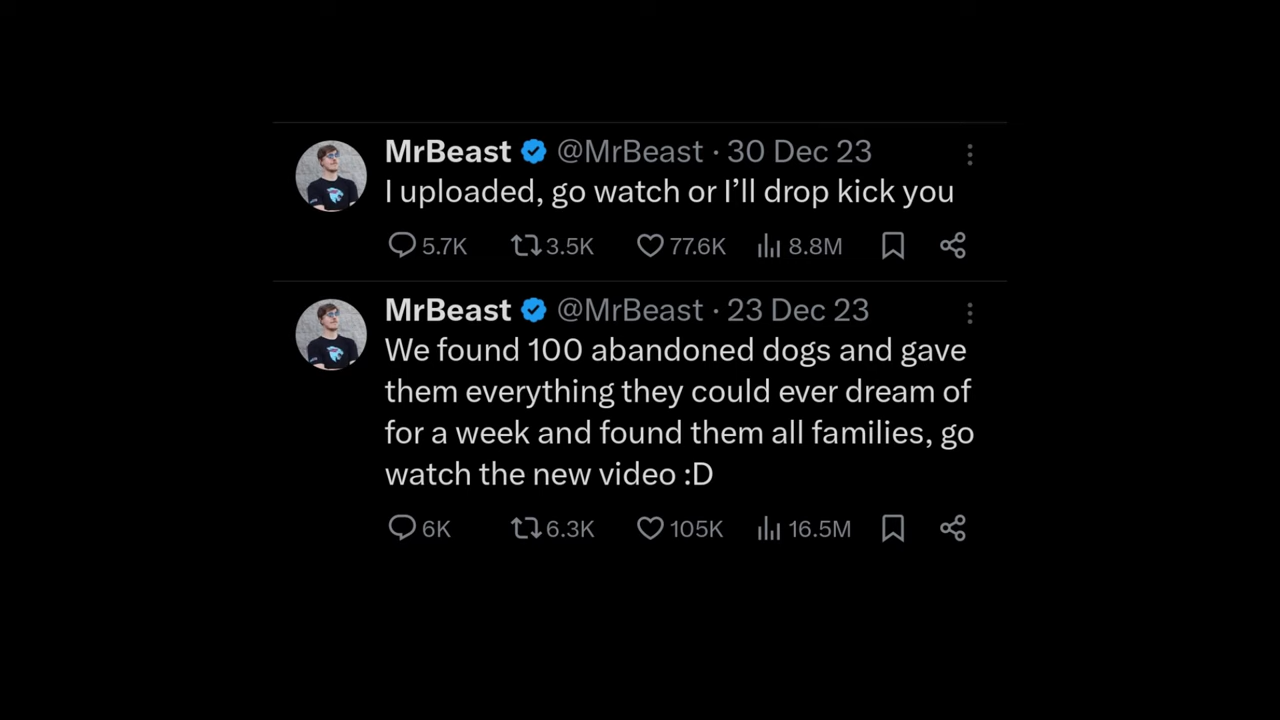 MrBeast @MrBeast · 30 Dec 23
I uploaded, go watch or I’ll drop kick you
5.7K 3.5K 77.6K 8.8M
MrBeast @MrBeast · 23 Dec 23
We found 100 abandoned dogs and gave
them everything they could ever dream of
for a week and found them all families, go
watch the new video :D
6K 6.3K 105K 16.5M